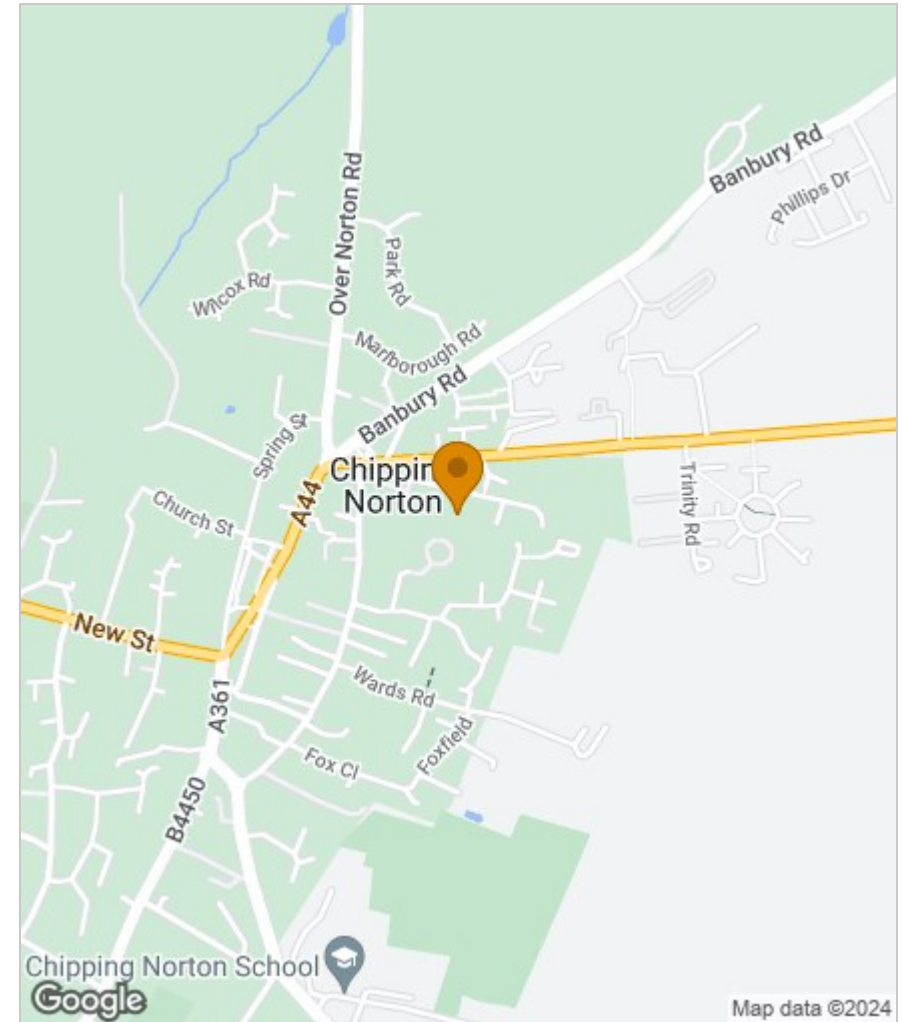 Banbury Rd
Phillips Dr
Over Norton Rd
Park Rd
Wilcox Rd
Marlborough Rd
Banbury Rd
Spring St
Chipping
Norton
A44
Church St
Trinity Rd
New St
Wards Rd
A361
Foxfield
Fox Cl
B4450
Chipping Norton School
Google
Map data ©2024